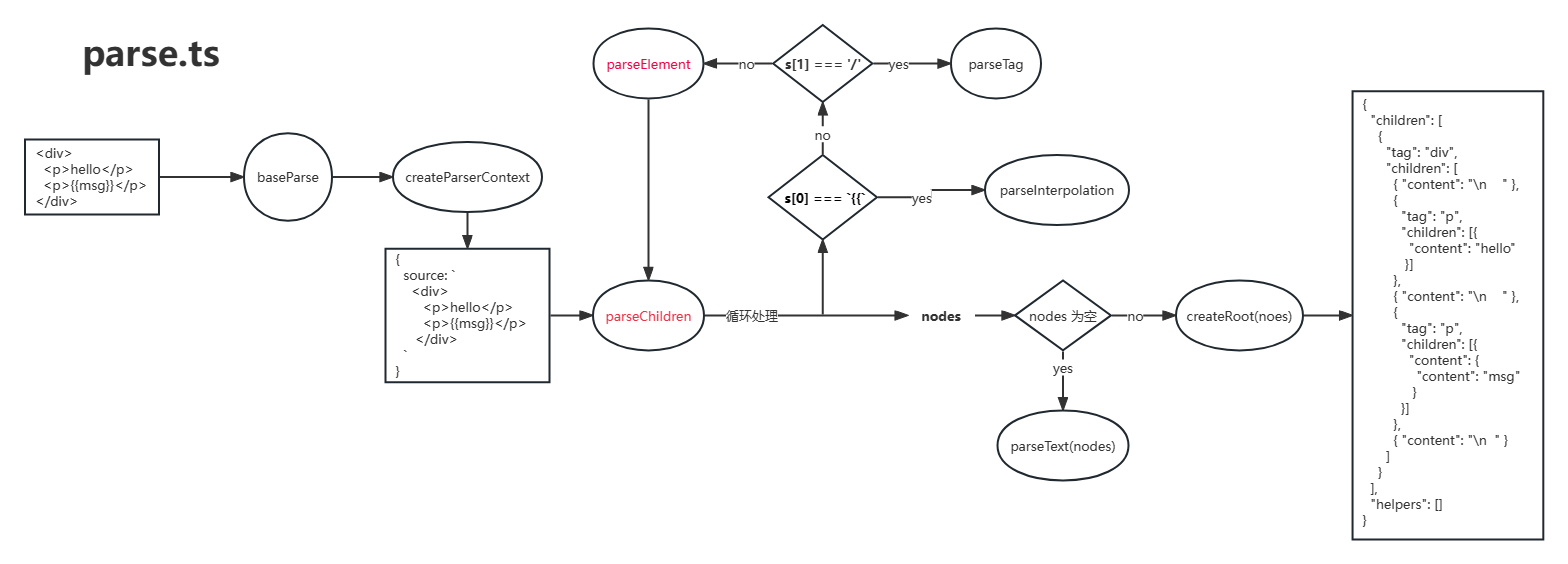 parse.ts
<div>
<p>hello</p>
<p>{{msg}}</p>
</div>
baseParse
createParserContext
{
source: `
<div>
<p>hello</p>
<p>{{msg}}</p>
</div>
`
}
parseChildren
循环处理
parseElement
no
s[1] === '/'
yes
parseTag
no
s[0] === `{{`
yes
parseInterpolation
nodes
nodes 为空
no
yes
parseText(nodes)
createRoot(noes)
{
"children": [
{
"tag": "div",
"children": [
{ "content": "\n    " },
{
"tag": "p",
"children": [{
"content": "hello"
}]
},
{ "content": "\n    " },
{
"tag": "p",
"children": [{
"content": {
"content": "msg"
}
}]
},
{ "content": "\n  " }
]
}
],
"helpers": []
}